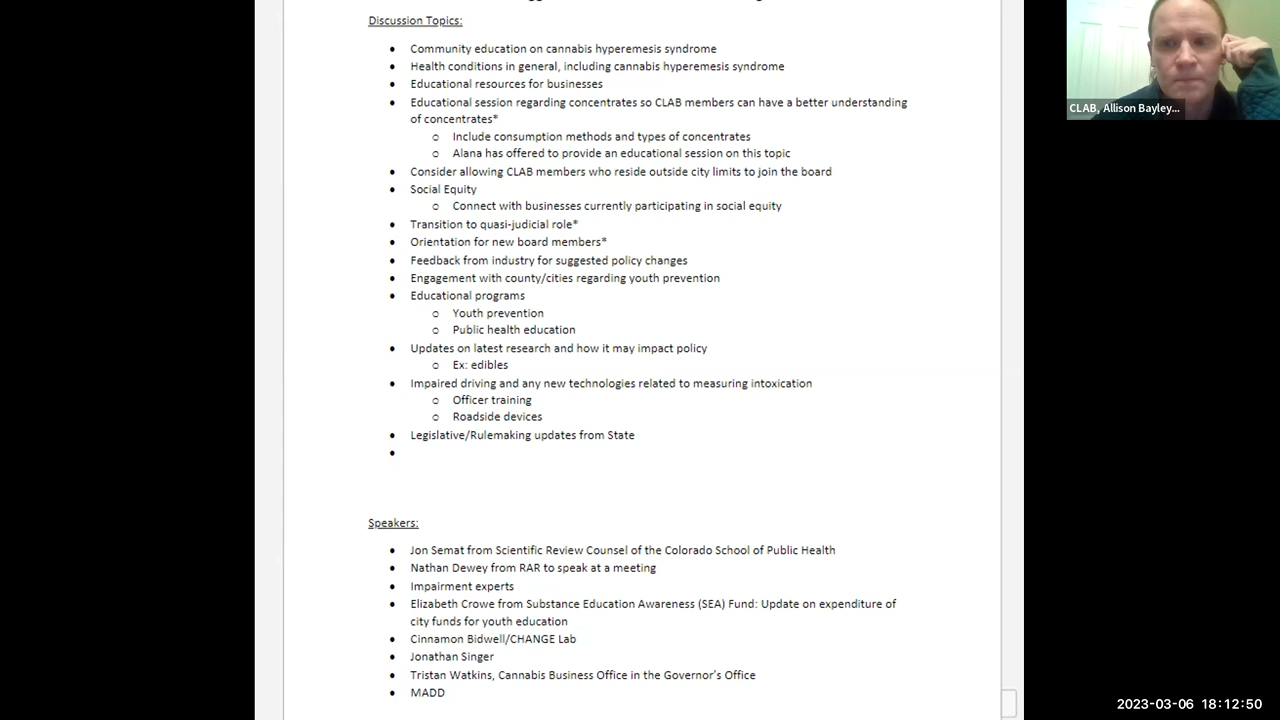 Discussion Topics:
• Community education on cannabis hyperemesis syndrome
• Health conditions in general, including cannabis hyperemesis syndrome
• Educational resources for businesses
• Educational session regarding concentrates so CLAB members can have a better understanding
of concentrates*
o Include consumption methods and types of concentrates
o Alana has offered to provide an educational session on this topic
• Consider allowing CLAB members who reside outside city limits to join the board
• Social Equity
o Connect with businesses currently participating in social equity
• Transition to quasi-judicial role*
• Orientation for new board members*
• Feedback from industry for suggested policy changes
• Engagement with county/cities regarding youth prevention
• Educational programs
o Youth prevention
o Public health education
• Updates on latest research and how it may impact policy
o Ex: edibles
• Impaired driving and any new technologies related to measuring intoxication
o Officer training
o Roadside devices
• Legislative/Rulemaking updates from State
•
Speakers:
• Jon Semat from Scientific Review Counsel of the Colorado School of Public Health
• Nathan Dewey from RAR to speak at a meeting
• Impairment experts
• Elizabeth Crowe from Substance Education Awareness (SEA) Fund: Update on expenditure of
city funds for youth education
• Cinnamon Bidwell/CHANGE Lab
• Jonathan Singer
• Tristan Watkins, Cannabis Business Office in the Governor's Office
• MADD
CLAB, Allison Bayley...
2023-03-06 18:12:50